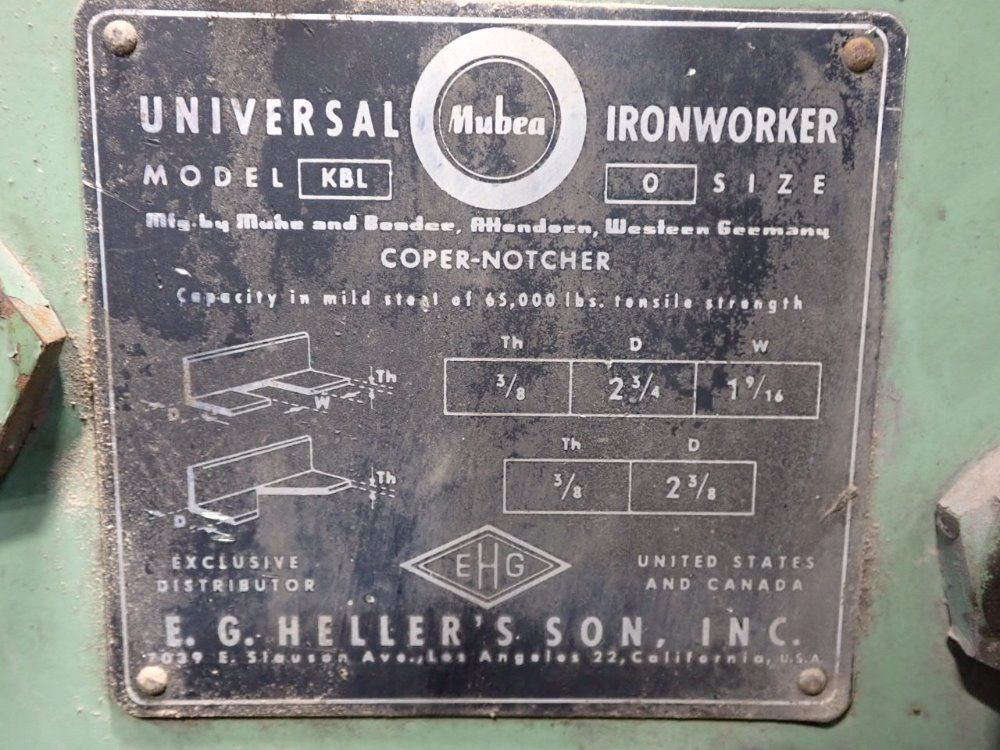 UNIVERSAL Mubea IRONWORKER
MODEL KBL 0 SIZE
Mfg. by Muhr and Bender, Attendorn, Western Germany
COPER-NOTCHER
Capacity in mild steel of 65,000 lbs. tensile strength
Th D W
Th D W
3/8 2 3/4 1 9/16
Th D
Th D
3/8 2 3/8
EXCLUSIVE DISTRIBUTOR
EHG
UNITED STATES AND CANADA
E. G. HELLER'S SON, INC.
7039 E. Slauson Ave., Los Angeles 22, California, U.S.A.